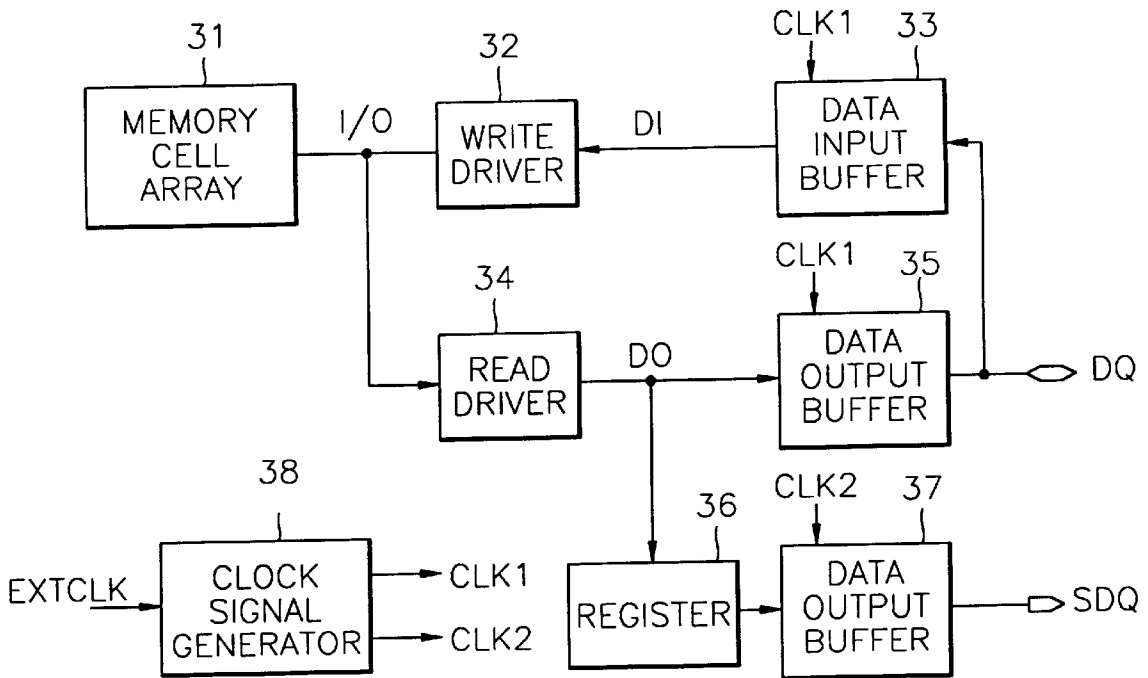 31
MEMORY
CELL
ARRAY
I/O
32
WRITE
DRIVER
DI
CLK1
33
DATA
INPUT
BUFFER
34
READ
DRIVER
DO
CLK1
35
DATA
OUTPUT
BUFFER
DQ
38
EXTCLK
CLOCK
SIGNAL
GENERATOR
CLK1
CLK2
36
REGISTER
CLK2
37
DATA
OUTPUT
BUFFER
SDQ